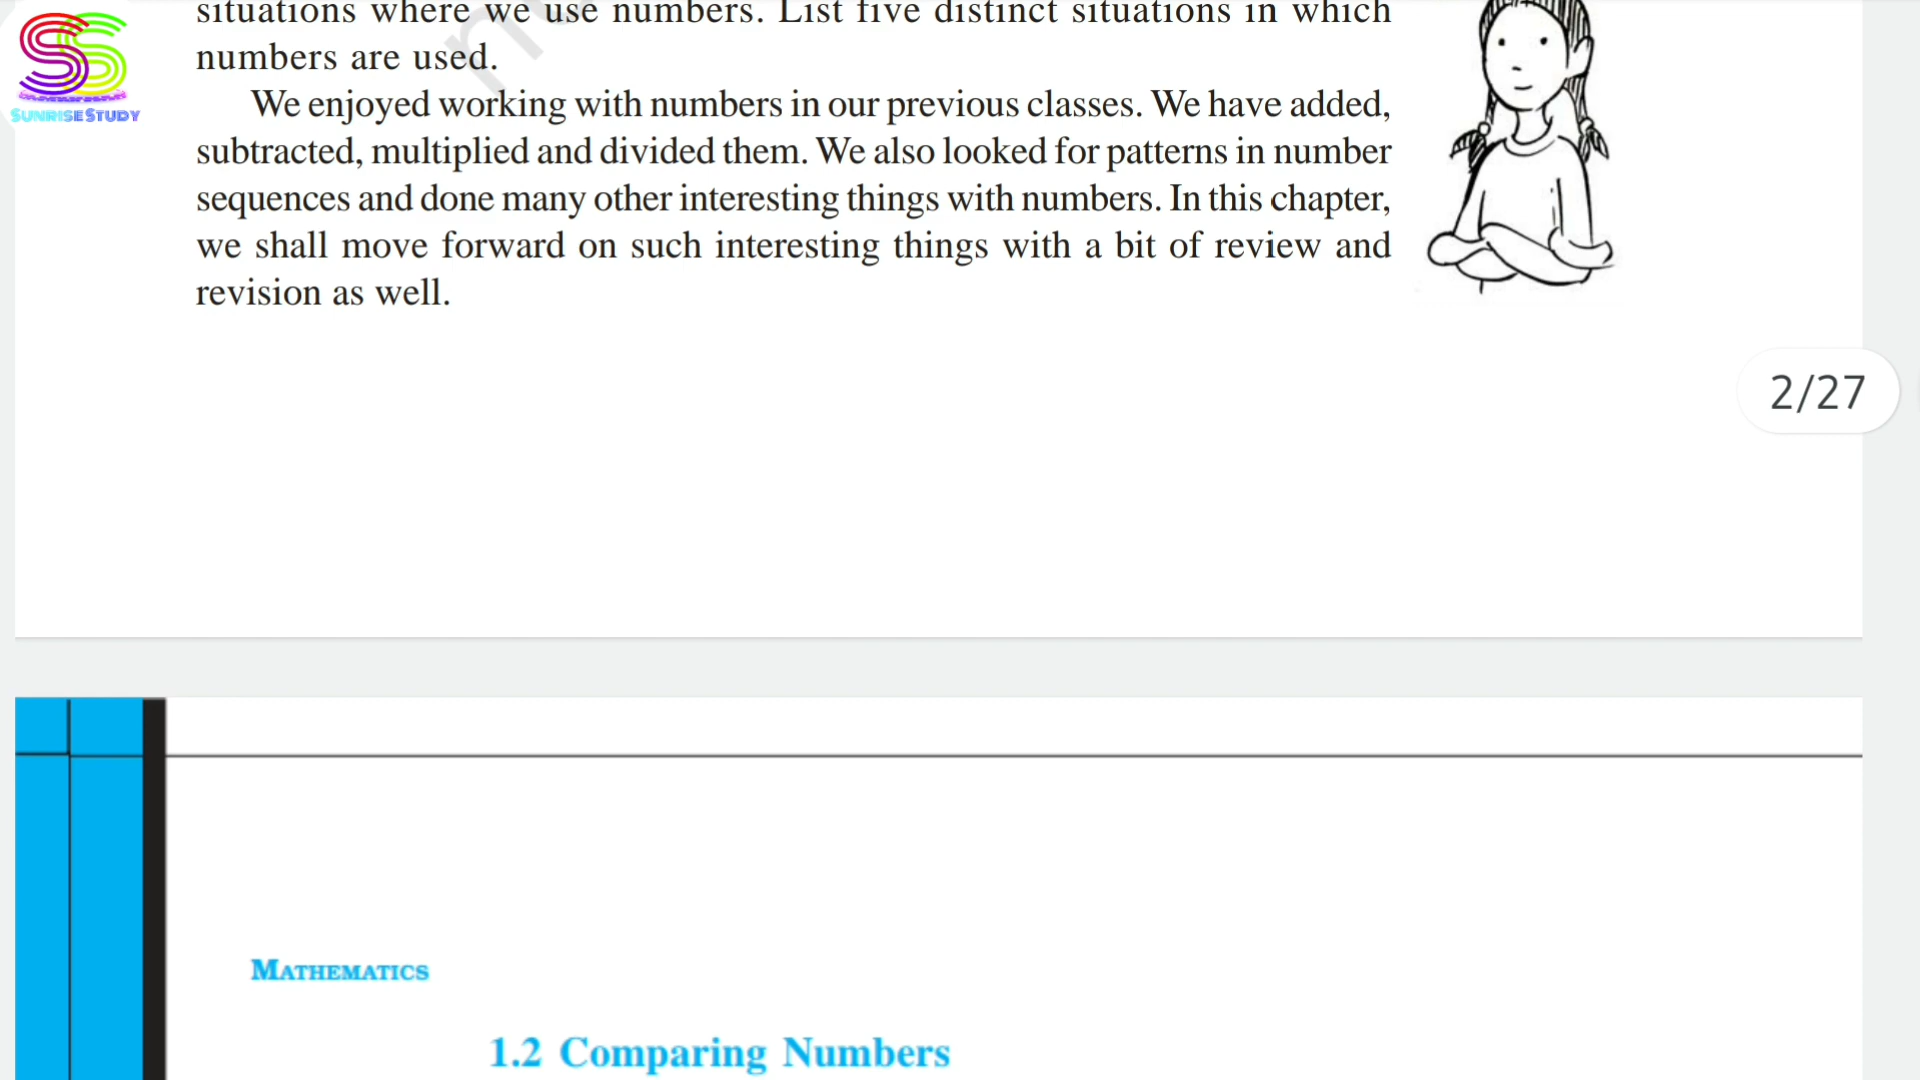 SUNRISESTUDY
situations where we use numbers. List five distinct situations in which
numbers are used.
We enjoyed working with numbers in our previous classes. We have added,
subtracted, multiplied and divided them. We also looked for patterns in number
sequences and done many other interesting things with numbers. In this chapter,
we shall move forward on such interesting things with a bit of review and
revision as well.
2/27
MATHEMATICS
1.2 Comparing Numbers